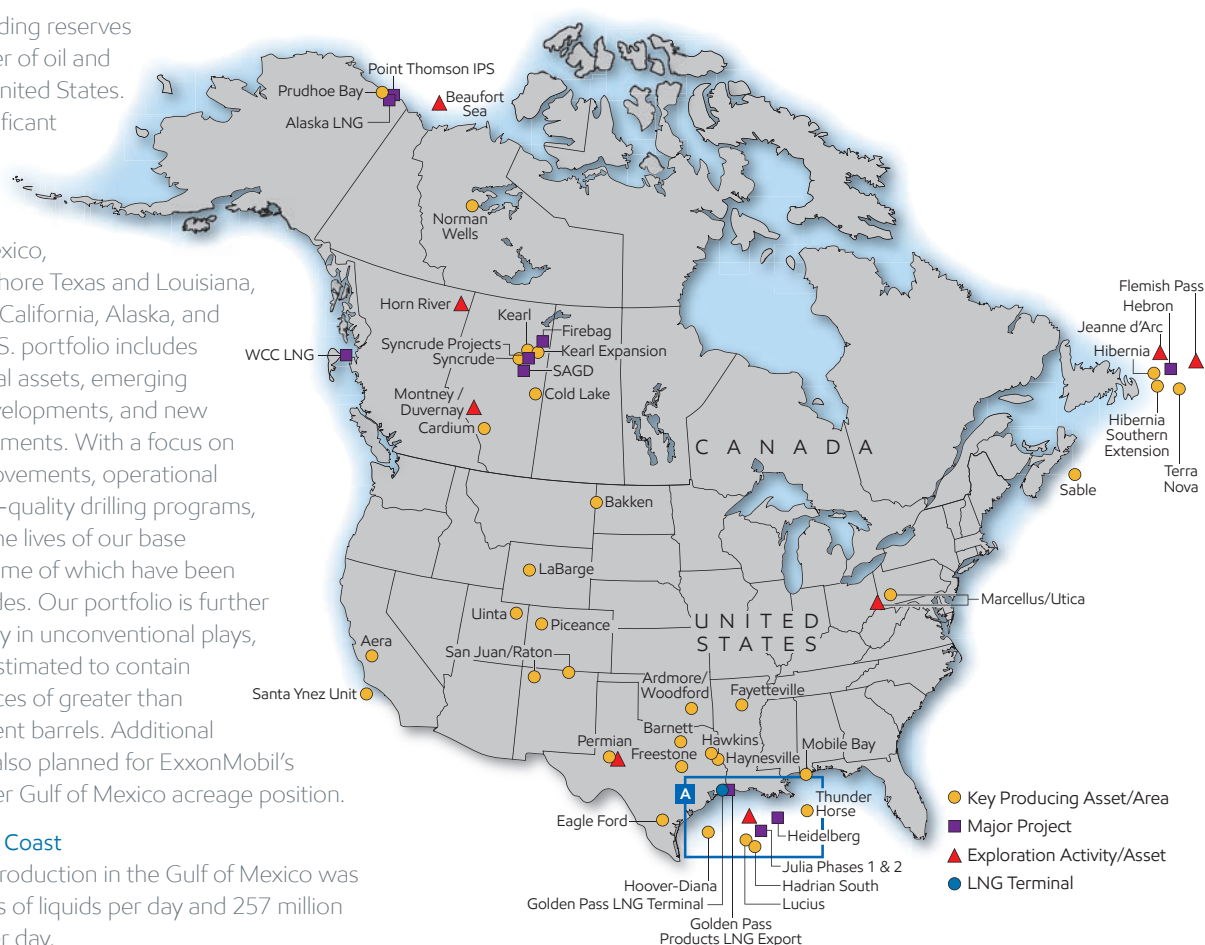 ding reserves
er of oil and
nited States.
ficant
exico,
hore Texas and Louisiana,
California, Alaska, and
S. portfolio includes
al assets, emerging
velopments, and new
ments. With a focus on
ovements, operational
-quality drilling programs,
he lives of our base
me of which have been
des. Our portfolio is further
y in unconventional plays,
stimated to contain
ces of greater than
ent barrels. Additional
also planned for ExxonMobil's
er Gulf of Mexico acreage position.
Coast
roduction in the Gulf of Mexico was
s of liquids per day and 257 million
r day.
Point Thomson IPS
Prudhoe Bay
Alaska LNG
Beaufort
Sea
Norman
Wells
Horn River
Kearl
Firebag
Syncrude Projects
Kearl Expansion
Syncrude
SAGD
WCC LNG
Cold Lake
Montney /
Duvernay
Cardium
CANADA
Flemish Pass
Hebron
Jeanne d'Arc
Hibernia
Hibernia
Southern
Extension
Terra
Nova
Sable
Bakken
LaBarge
Uinta
Piceance
UNITED
STATES
Marcellus/Utica
Aera
San Juan/Raton
Santa Ynez Unit
Ardmore/
Woodford
Fayetteville
Barnett
Hawkins
Mobile Bay
Permian
Freestone
Haynesville
A
Thunder
Horse
Eagle Ford
Heidelberg
Julia Phases 1 & 2
Hoover-Diana
Hadrian South
Golden Pass LNG Terminal
Lucius
Golden Pass
Products LNG Export
Key Producing Asset/Area
Major Project
Exploration Activity/Asset
LNG Terminal